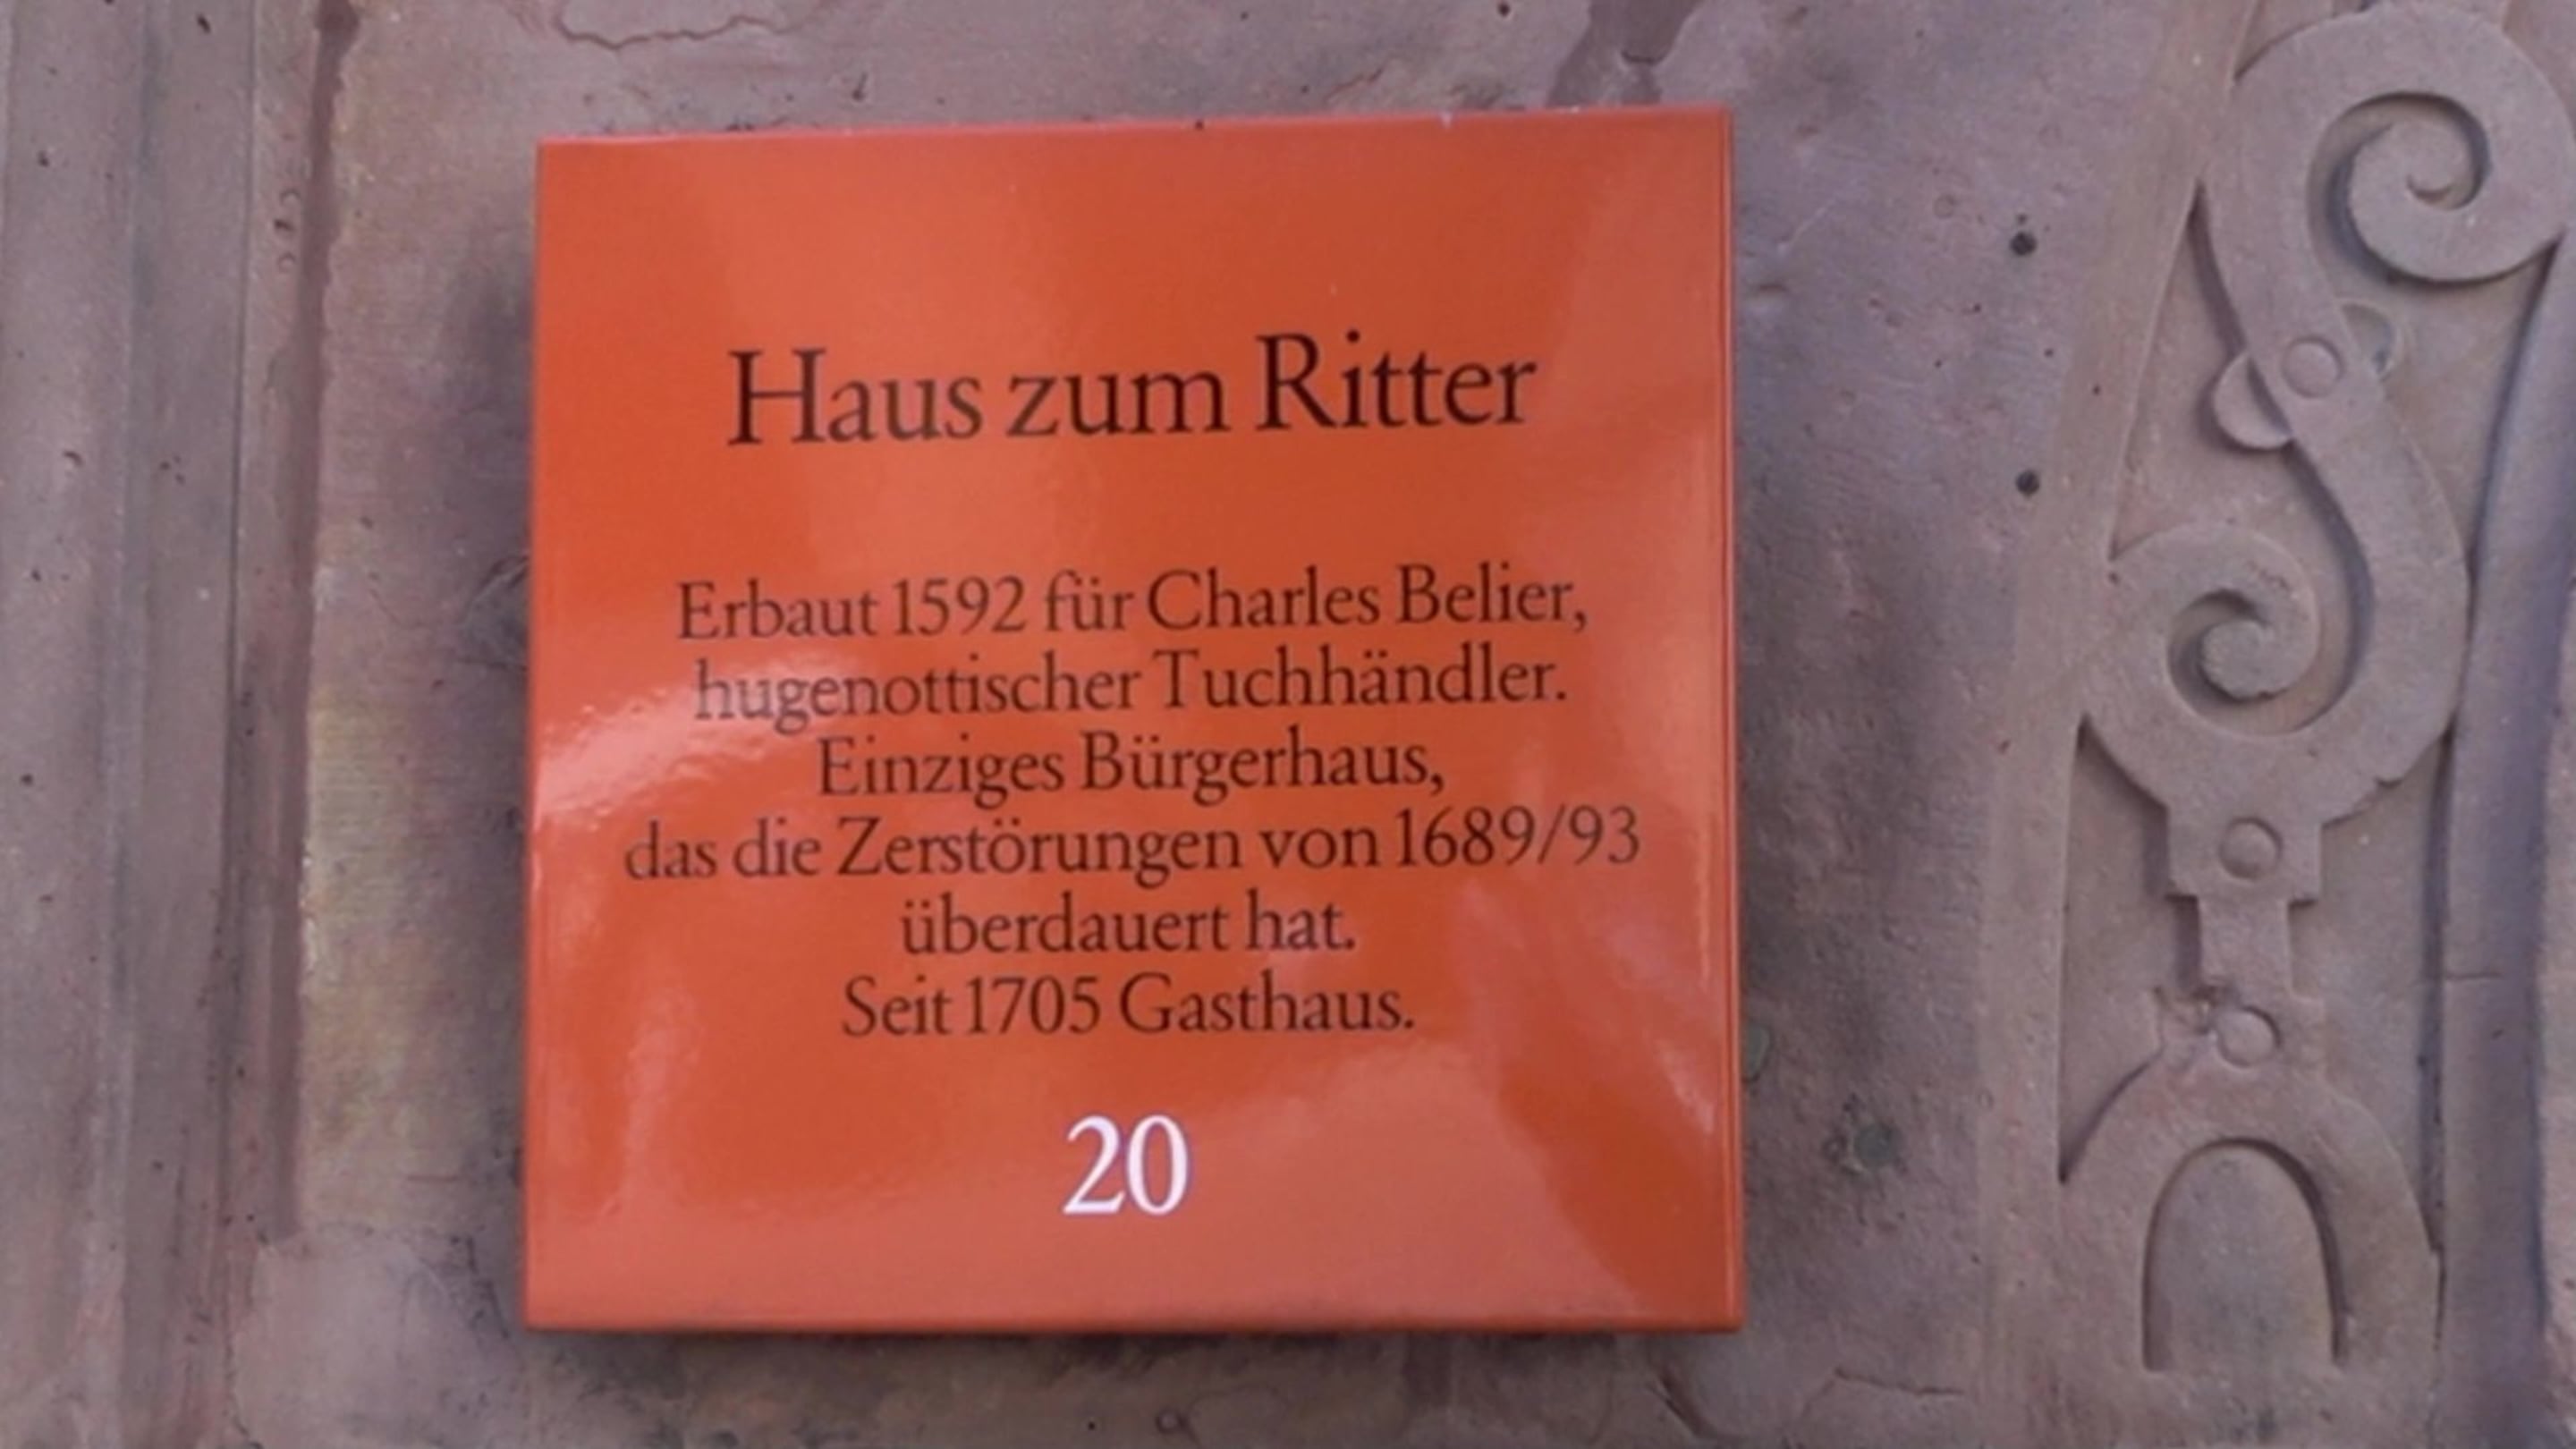 Haus zum Ritter
Erbaut 1592 für Charles Belier,
hugenottischer Tuchhändler.
Einziges Bürgerhaus,
das die Zerstörungen von 1689/93
überdauert hat.
Seit 1705 Gasthaus.
20